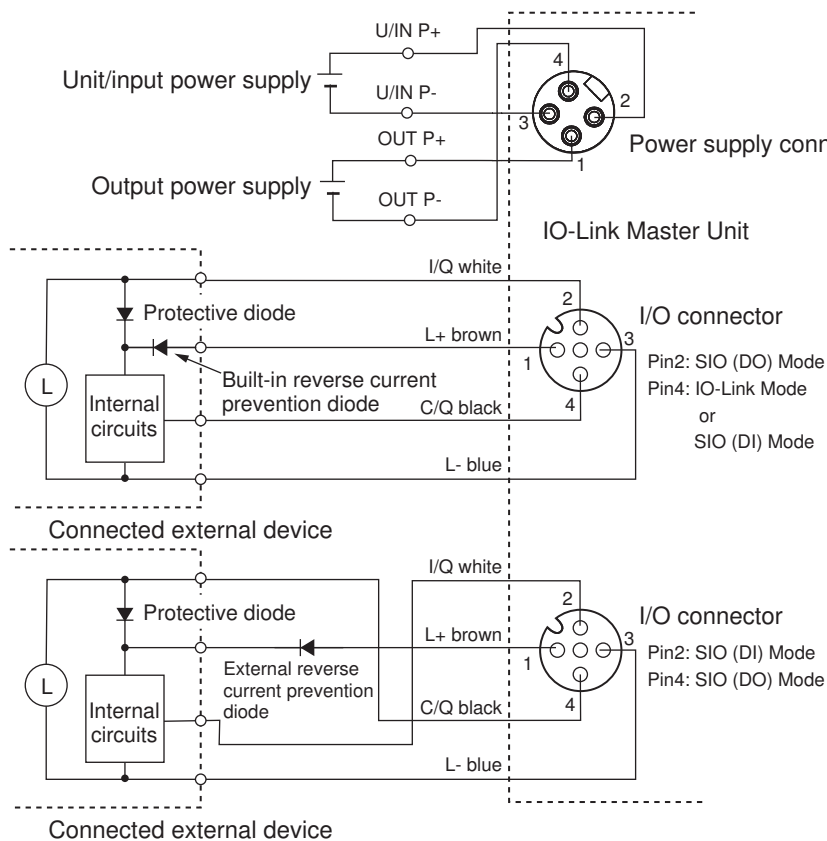 U/IN P+
4
Unit/input power supply
U/IN P-
2
3
OUT P+
1
Power supply conn
Output power supply
OUT P-
IO-Link Master Unit
I/Q white
2
Protective diode
I/O connector
L+ brown
3
1
Pin2: SIO (DO) Mode
L
Built-in reverse current
prevention diode
Pin4: IO-Link Mode
or
SIO (DI) Mode
Internal
circuits
C/Q black
4
L- blue
Connected external device
I/Q white
2
Protective diode
I/O connector
L+ brown
3
1
Pin2: SIO (DI) Mode
L
External reverse
current prevention
diode
Pin4: SIO (DO) Mode
Internal
circuits
C/Q black
4
L- blue
Connected external device